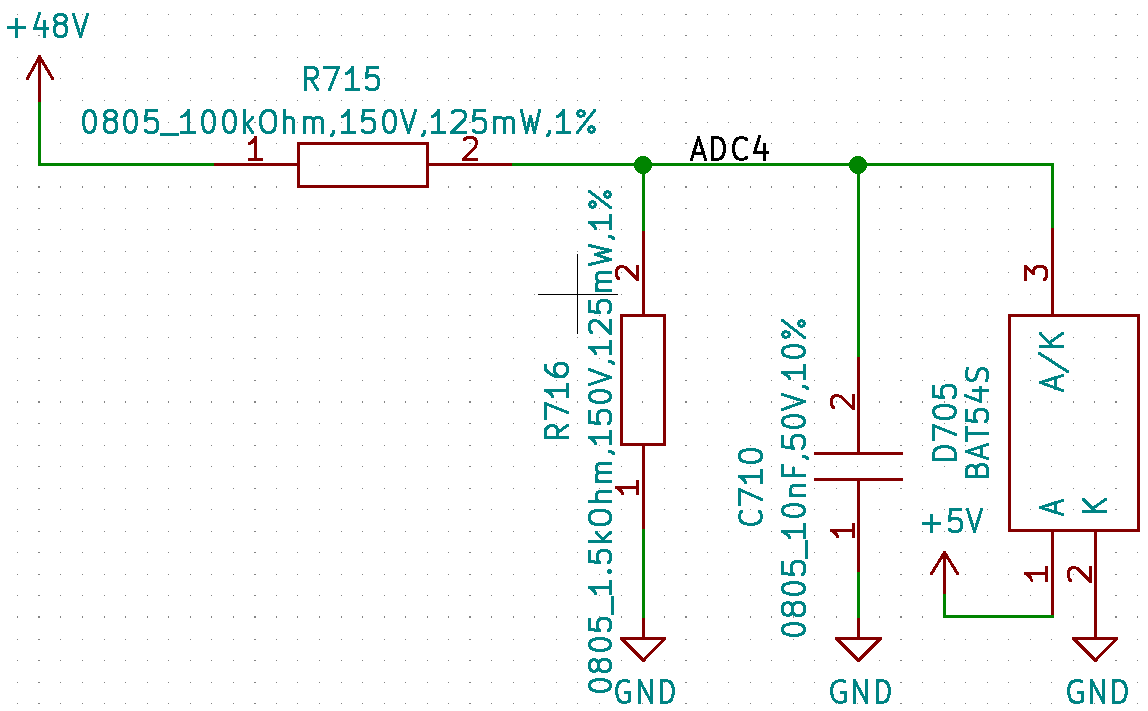 +48V
R715
0805_100kOhm,150V,125mW,1%
1
2
ADC4
R716
0805_1.5kOhm,150V,125mW,1%
2
1
GND
C710
0805_10nF,50V,10%
2
1
GND
D705
BAT54S
3
A/K
A
K
+5V
1
2
GND